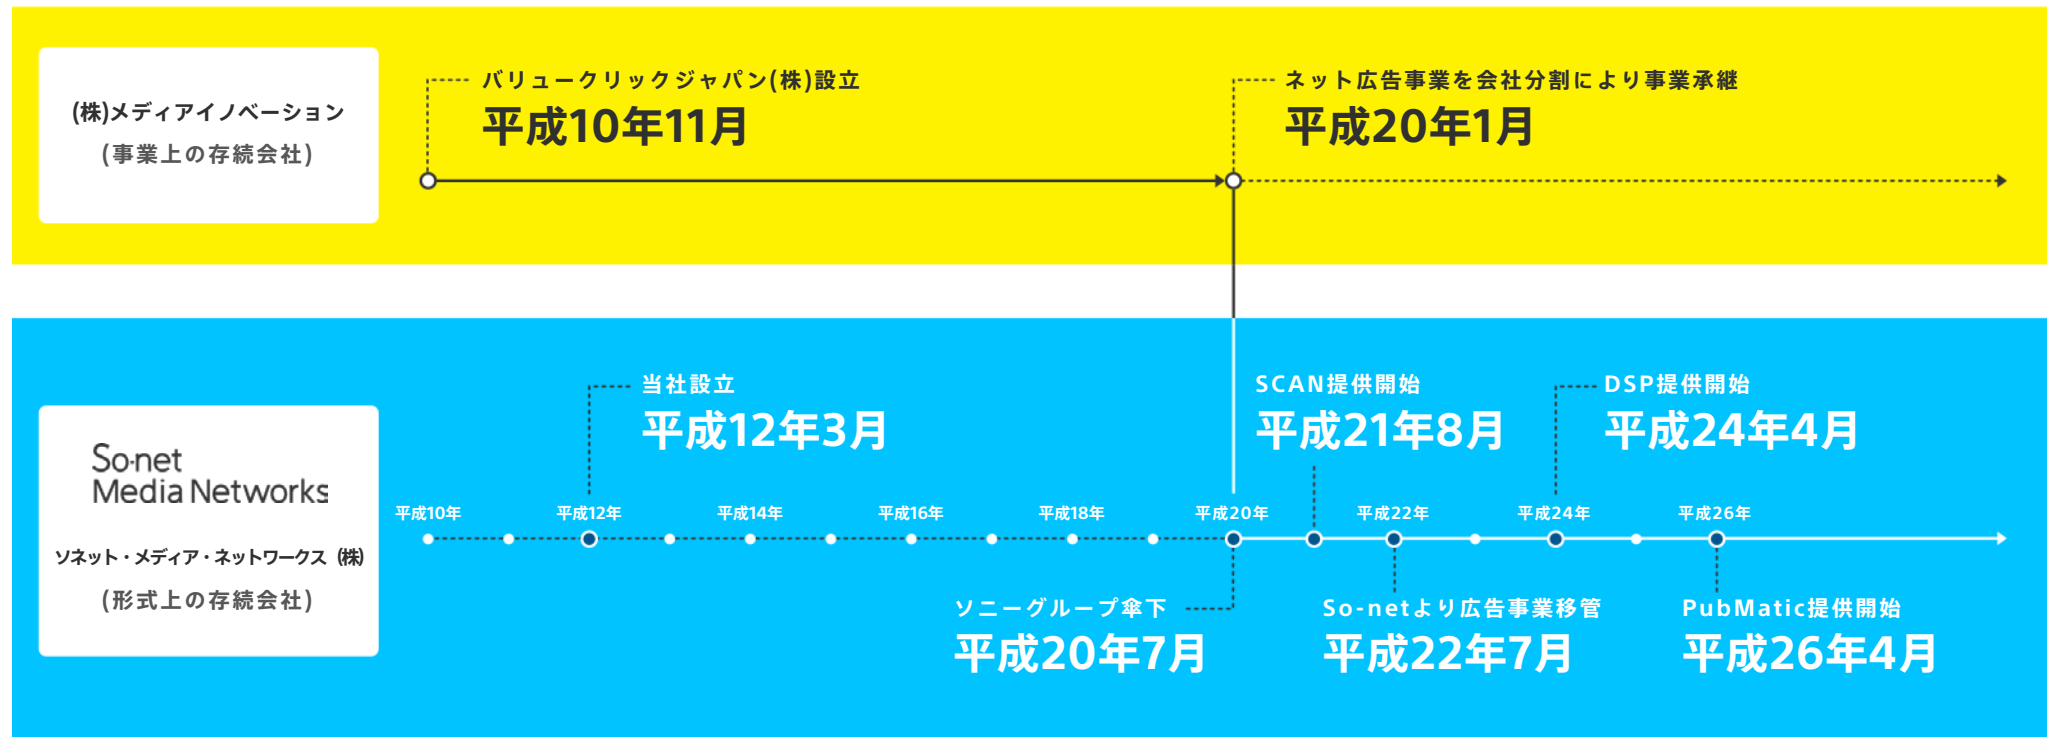 (株)メディアイノベーション
(事業上の存続会社)
バリュークリックジャパン(株)設立
平成10年11月
ネット広告事業を会社分割により事業承継
平成20年1月
So-net
Media Networks
ソネット・メディア・ネットワークス (株)
(形式上の存続会社)
当社設立
平成12年3月
SCAN提供開始
平成21年8月
DSP提供開始
平成24年4月
平成10年
平成12年
平成14年
平成16年
平成18年
平成20年
平成22年
平成24年
平成26年
ソニーグループ傘下
平成20年7月
So-netより広告事業移管
平成22年7月
PubMatic提供開始
平成26年4月